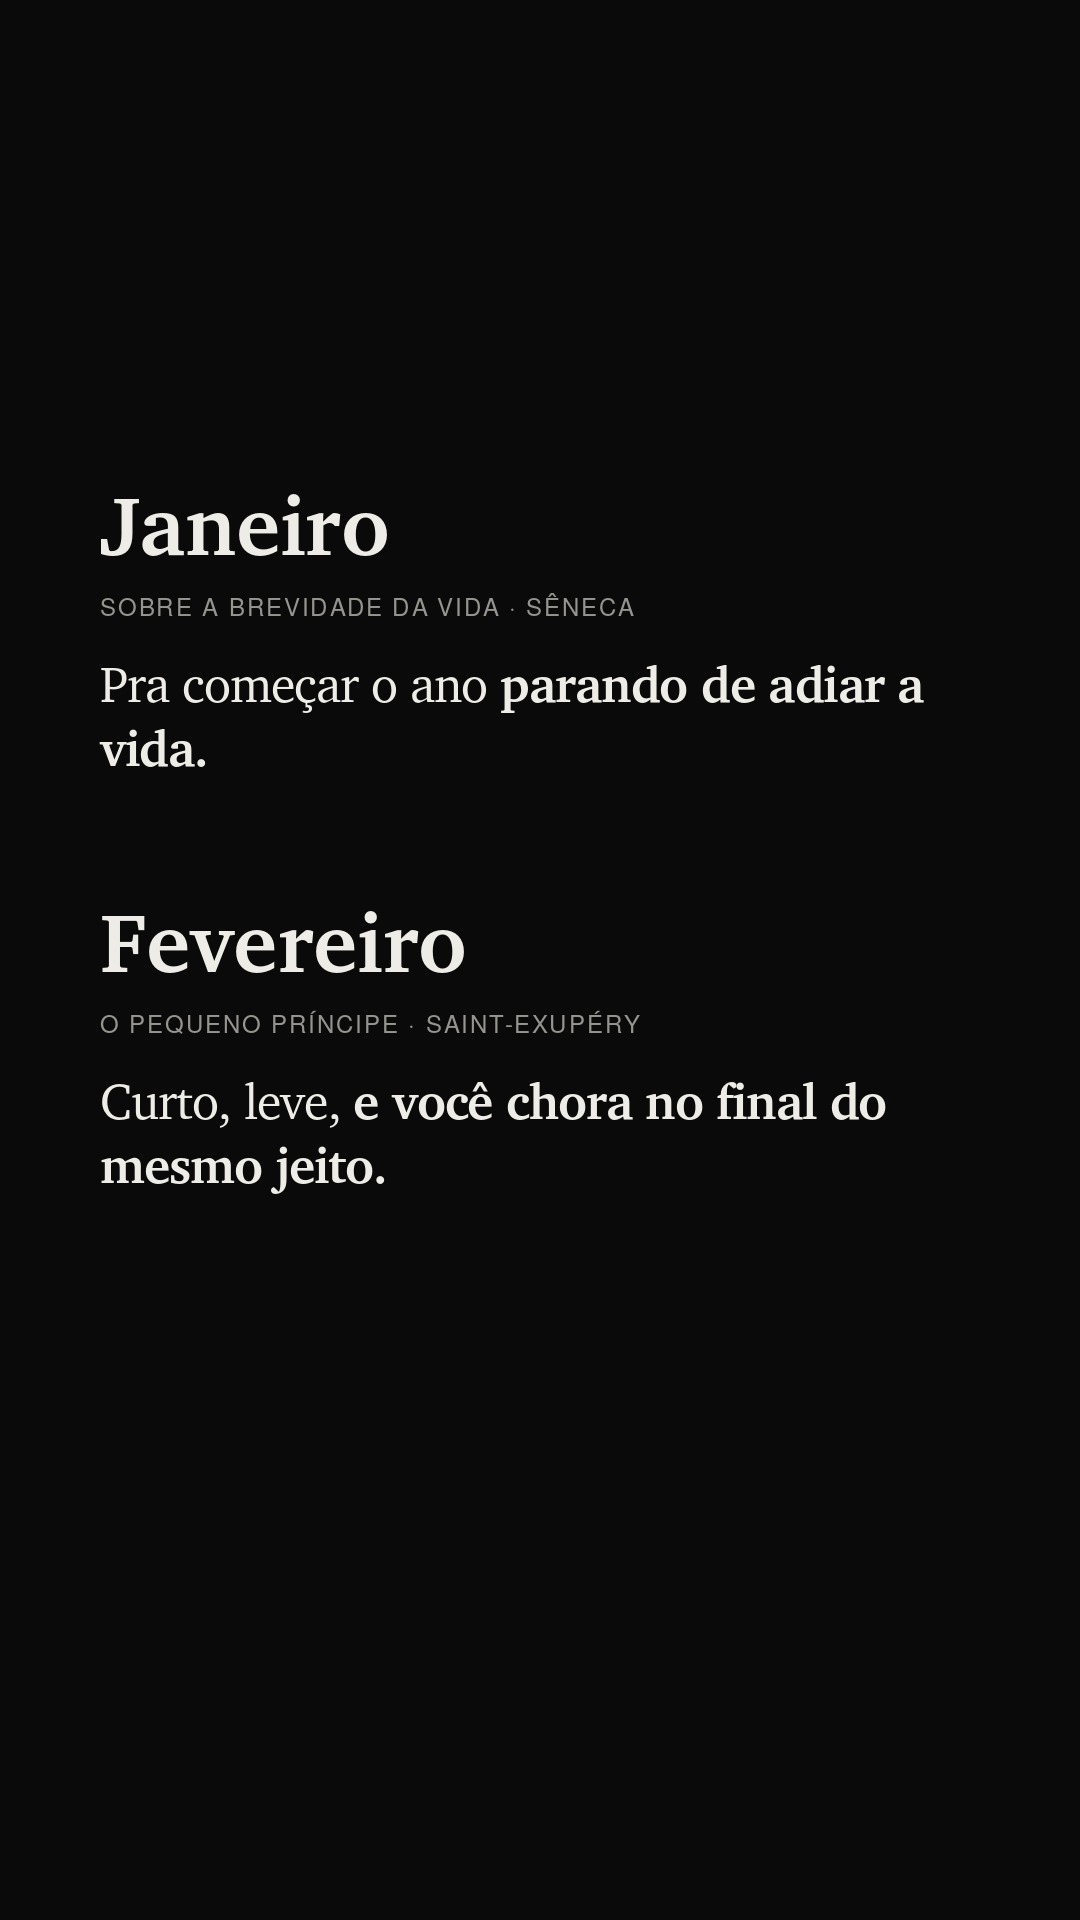 Janeiro
SOBRE A BREVIDADE DA VIDA · SÊNECA
Pra começar o ano parando de adiar a
vida.
Fevereiro
O PEQUENO PRÍNCIPE · SAINT-EXUPÉRY
Curto, leve, e você chora no final do
mesmo jeito.